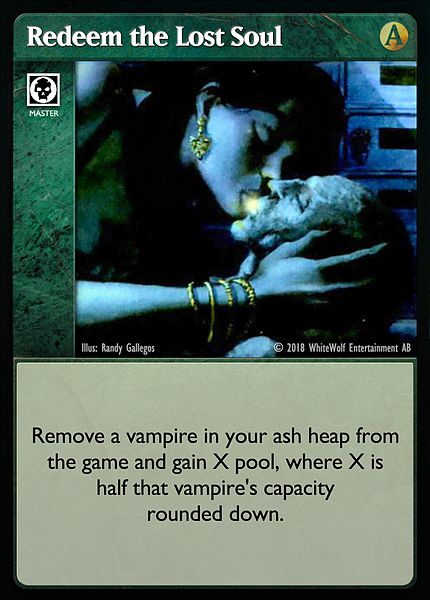 Redeem the Lost Soul
A
MASTER
Illus: Randy Gallegos
© 2018 WhiteWolf Entertainment AB
Remove a vampire in your ash heap from
the game and gain X pool, where X is
half that vampire's capacity
rounded down.